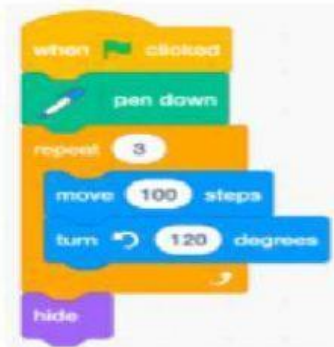 when clicked
pen down
repeat 3
move 100 steps
turn 120 degrees
hide